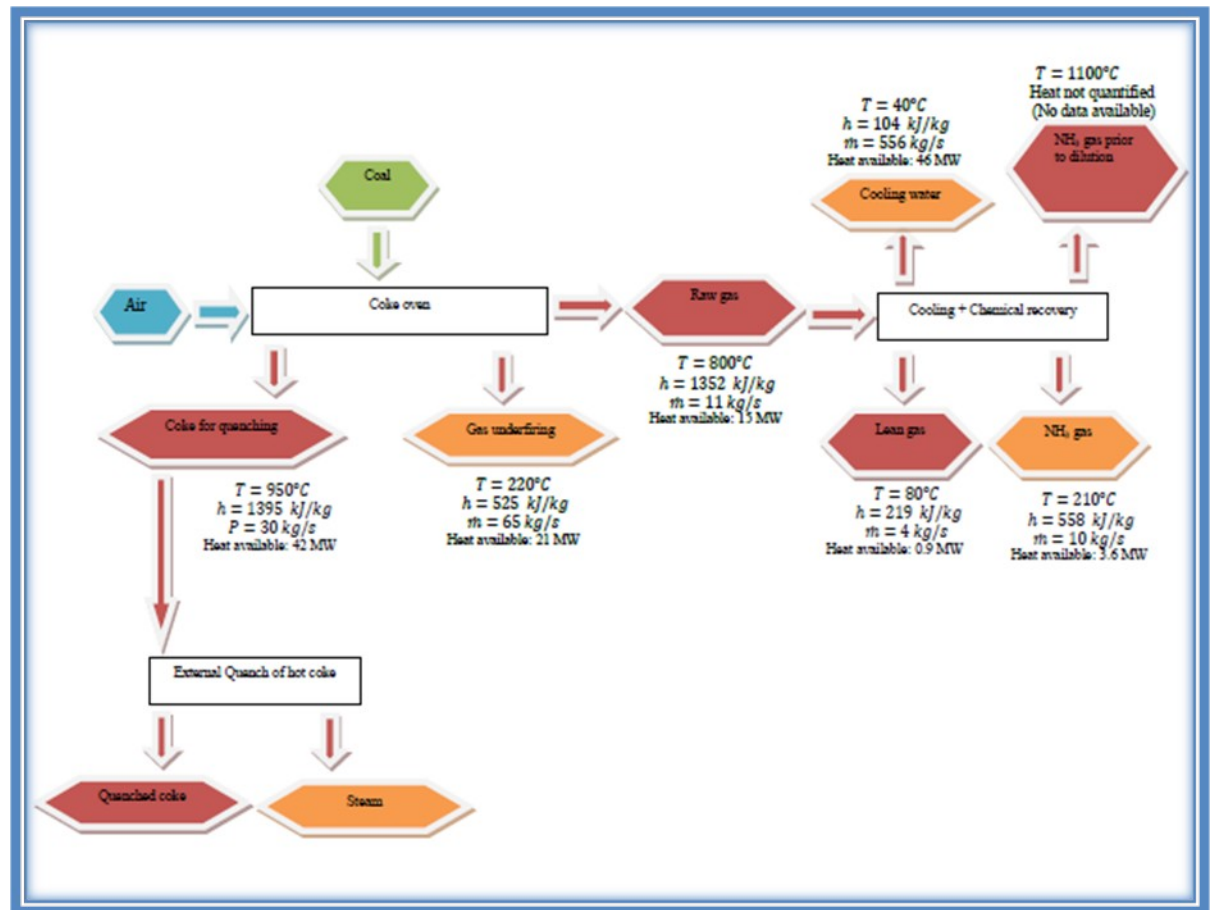 T = 1100°C
Heat not quantified
(No data available)
NH₃ gas prior
to dilution
T = 40°C
h = 104 kJ/kg
ṁ = 556 kg/s
Heat available: 46 MW
Cooling water
Coal
Air
Coke oven
Raw gas
Cooling + Chemical recovery
T = 800°C
h = 1352 kJ/kg
ṁ = 11 kg/s
Heat available: 15 MW
Coke for quenching
Gas underfiring
Lean gas
NH₃ gas
T = 950°C
h = 1395 kJ/kg
P = 30 kg/s
Heat available: 42 MW
T = 220°C
h = 525 kJ/kg
ṁ = 65 kg/s
Heat available: 21 MW
T = 80°C
h = 219 kJ/kg
ṁ = 4 kg/s
Heat available: 0.9 MW
T = 210°C
h = 558 kJ/kg
ṁ = 10 kg/s
Heat available: 3.6 MW
External Quench of hot coke
Quenched coke
Steam